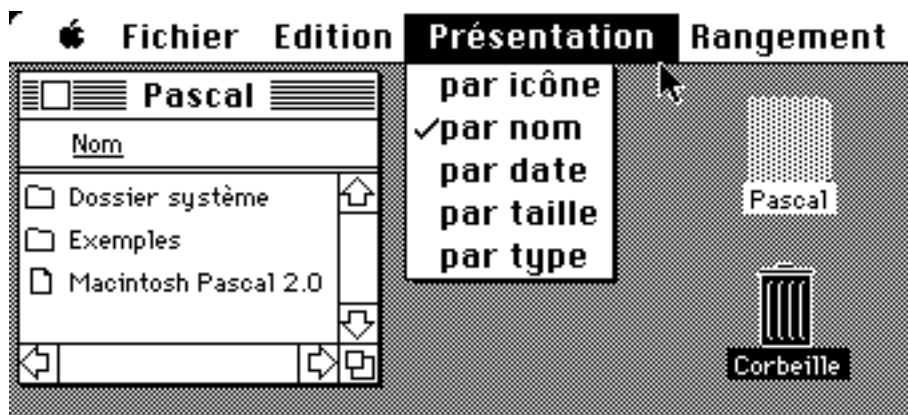 Fichier Edition Présentation Rangement
Pascal
Nom
Dossier système
Exemples
Macintosh Pascal 2.0
par icône
par nom
par date
par taille
par type
Pascal
Corbeille